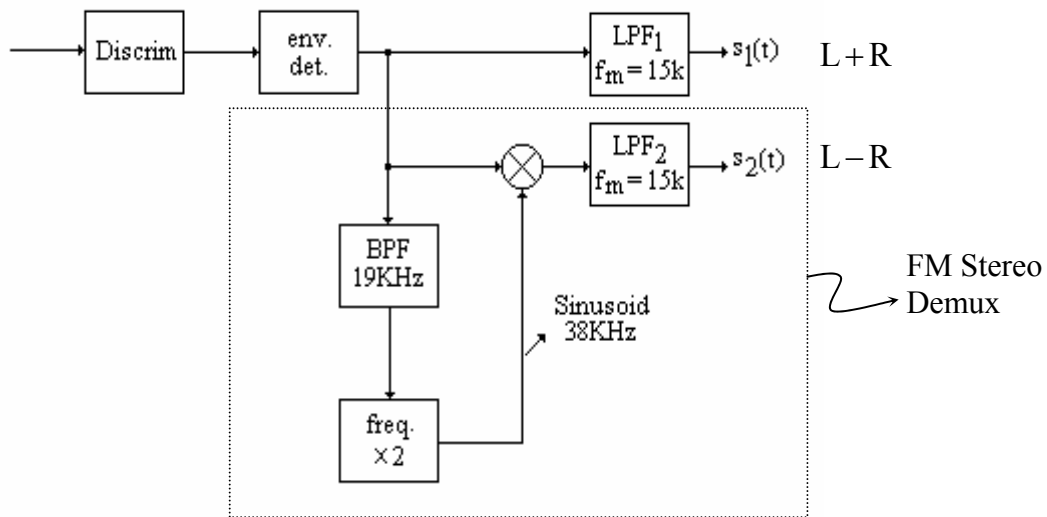 Discrim
env.
det.
LPF1
fm = 15k
s1(t)
L + R
LPF2
fm = 15k
s2(t)
L − R
BPF
19KHz
Sinusoid
38KHz
FM Stereo
Demux
freq.
×2